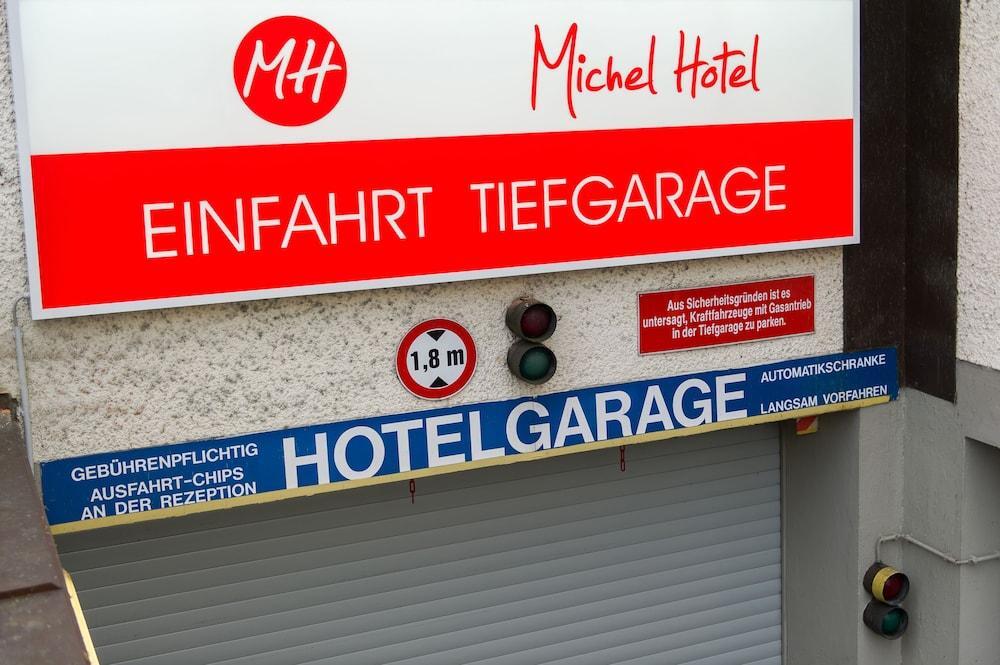 MH
Michel Hotel
EINFAHRT TIEFGARAGE
Aus Sicherheitsgründen ist es
untersagt, Kraftfahrzeuge mit Gasantrieb
in der Tiefgarage zu parken.
1,8 m
GEBÜHRENPFLICHTIG
AUSFAHRT-CHIPS
AN DER REZEPTION
HOTELGARAGE
AUTOMATIKSCHRANKE
LANGSAM VORFAHREN